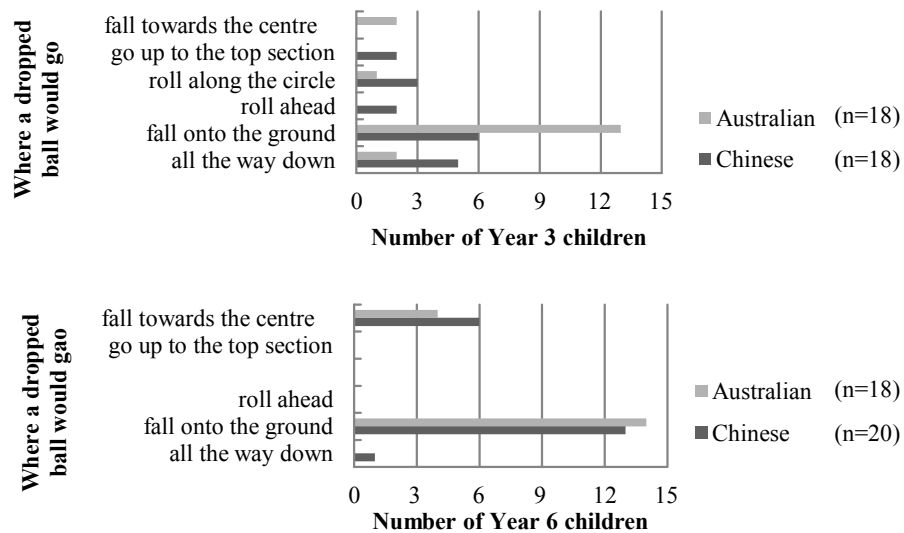 Where a dropped
ball would go
fall towards the centre
go up to the top section
roll along the circle
roll ahead
fall onto the ground
all the way down
0 3 6 9 12 15
Number of Year 3 children
Australian (n=18)
Chinese (n=18)
Where a dropped
ball would gao
fall towards the centre
go up to the top section
roll ahead
fall onto the ground
all the way down
0 3 6 9 12 15
Number of Year 6 children
Australian (n=18)
Chinese (n=20)